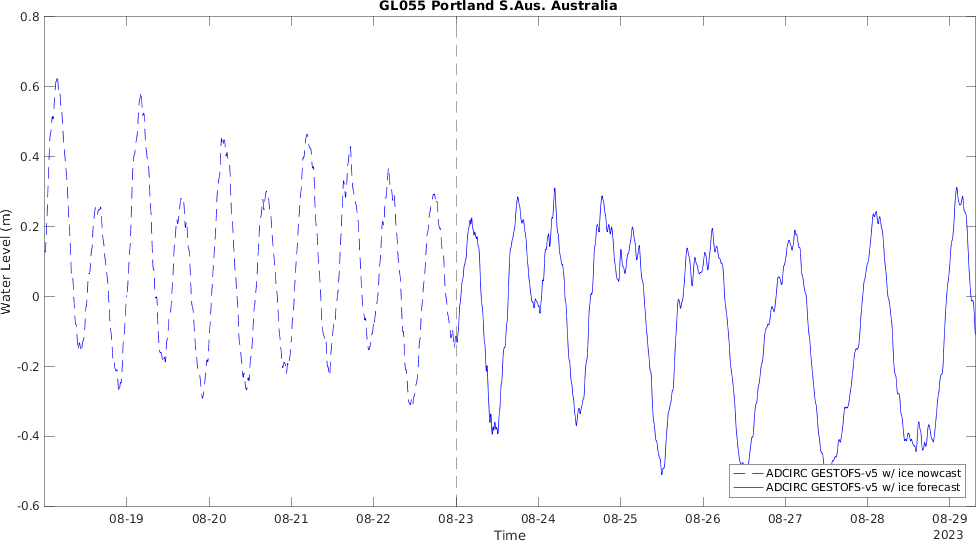 GL055 Portland S.Aus. Australia
Water Level (m)
0.8
0.6
0.4
0.2
0
-0.2
-0.4
-0.6
ADCIRC GESTOFS-v5 w/ ice nowcast
ADCIRC GESTOFS-v5 w/ ice forecast
08-19 08-20 08-21 08-22 08-23 08-24 08-25 08-26 08-27 08-28 08-29
Time
2023